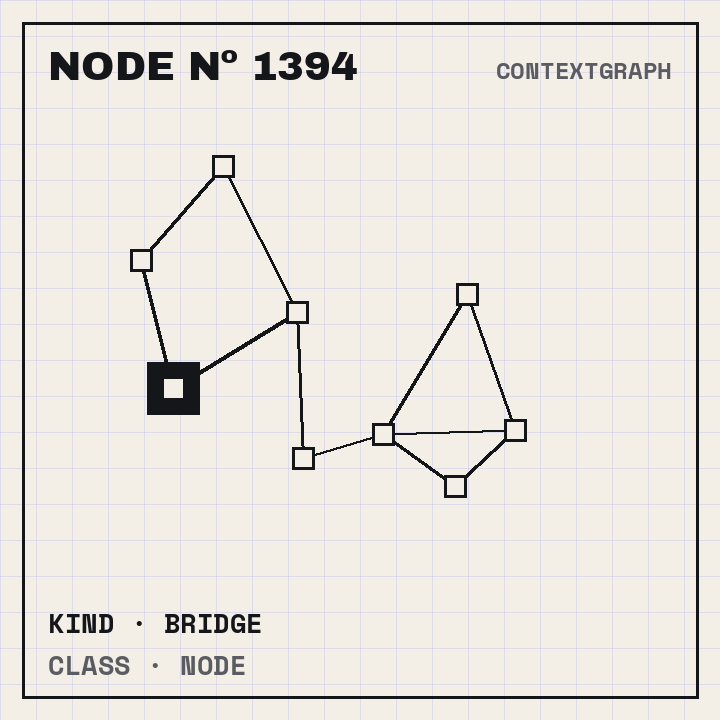 NODE Nº 1394
CONTEXTGRAPH
KIND · BRIDGE
CLASS · NODE